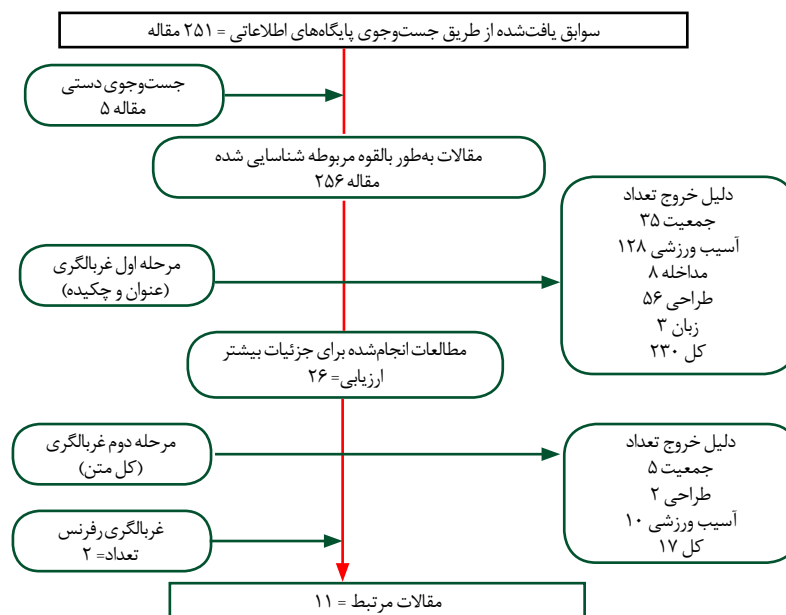 سوابق یافت‌شده از طریق جست‌وجوی پایگاه‌های اطلاعاتی = ۲۵۱ مقاله
جست‌وجوی دستی
۵ مقاله
مقالات به‌طور بالقوه مربوطه شناسایی شده
۲۵۶ مقاله
دلیل خروج تعداد
جمعیت ۳۵
آسیب ورزشی ۱۲۸
مداخله ۸
طراحی ۵۶
زبان ۳
کل ۲۳۰
مرحله اول غربالگری
(عنوان و چکیده)
مطالعات انجام‌شده برای جزئیات بیشتر
ارزیابی= ۲۶
مرحله دوم غربالگری
(کل متن)
دلیل خروج تعداد
جمعیت ۵
طراحی ۲
آسیب ورزشی ۱۰
کل ۱۷
غربالگری رفرنس
تعداد= ۲
مقالات مرتبط = ۱۱